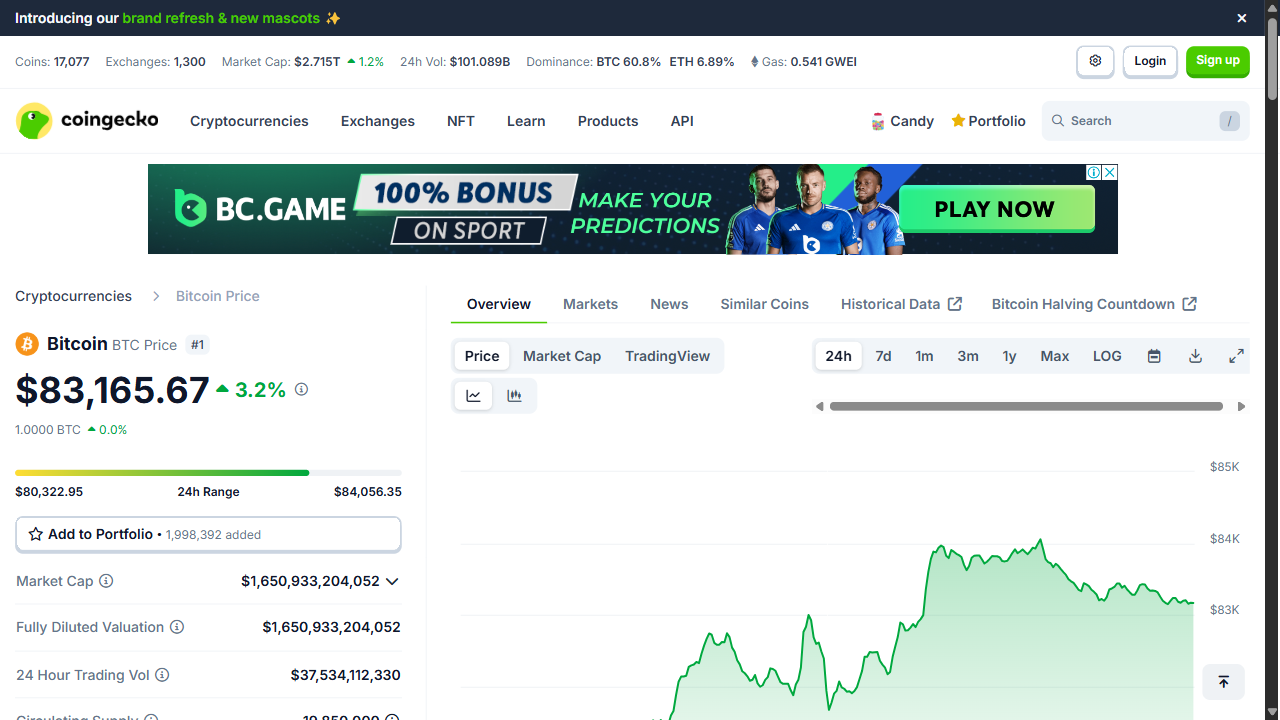 Introducing our brand refresh & new mascots ✨
Coins: 17,077 Exchanges: 1,300 Market Cap: $2.715T 1.2% 24h Vol: $101.089B Dominance: BTC 60.8% ETH 6.89% Gas: 0.541 GWEI
Login
Sign up
coingecko
Cryptocurrencies Exchanges NFT Learn Products API
Candy Portfolio
Search /
BC.GAME
100% BONUS
ON SPORT
MAKE YOUR
PREDICTIONS
PLAY NOW
Cryptocurrencies Bitcoin Price
Bitcoin BTC Price #1
$83,165.67 3.2%
1.0000 BTC 0.0%
$80,322.95 24h Range $84,056.35
Add to Portfolio • 1,998,392 added
Market Cap $1,650,933,204,052
Fully Diluted Valuation $1,650,933,204,052
24 Hour Trading Vol $37,534,112,330
Circulating Supply 19,850,000
Overview Markets News Similar Coins Historical Data Bitcoin Halving Countdown
Price Market Cap TradingView
24h 7d 1m 3m 1y Max LOG
$85K
$84K
$83K